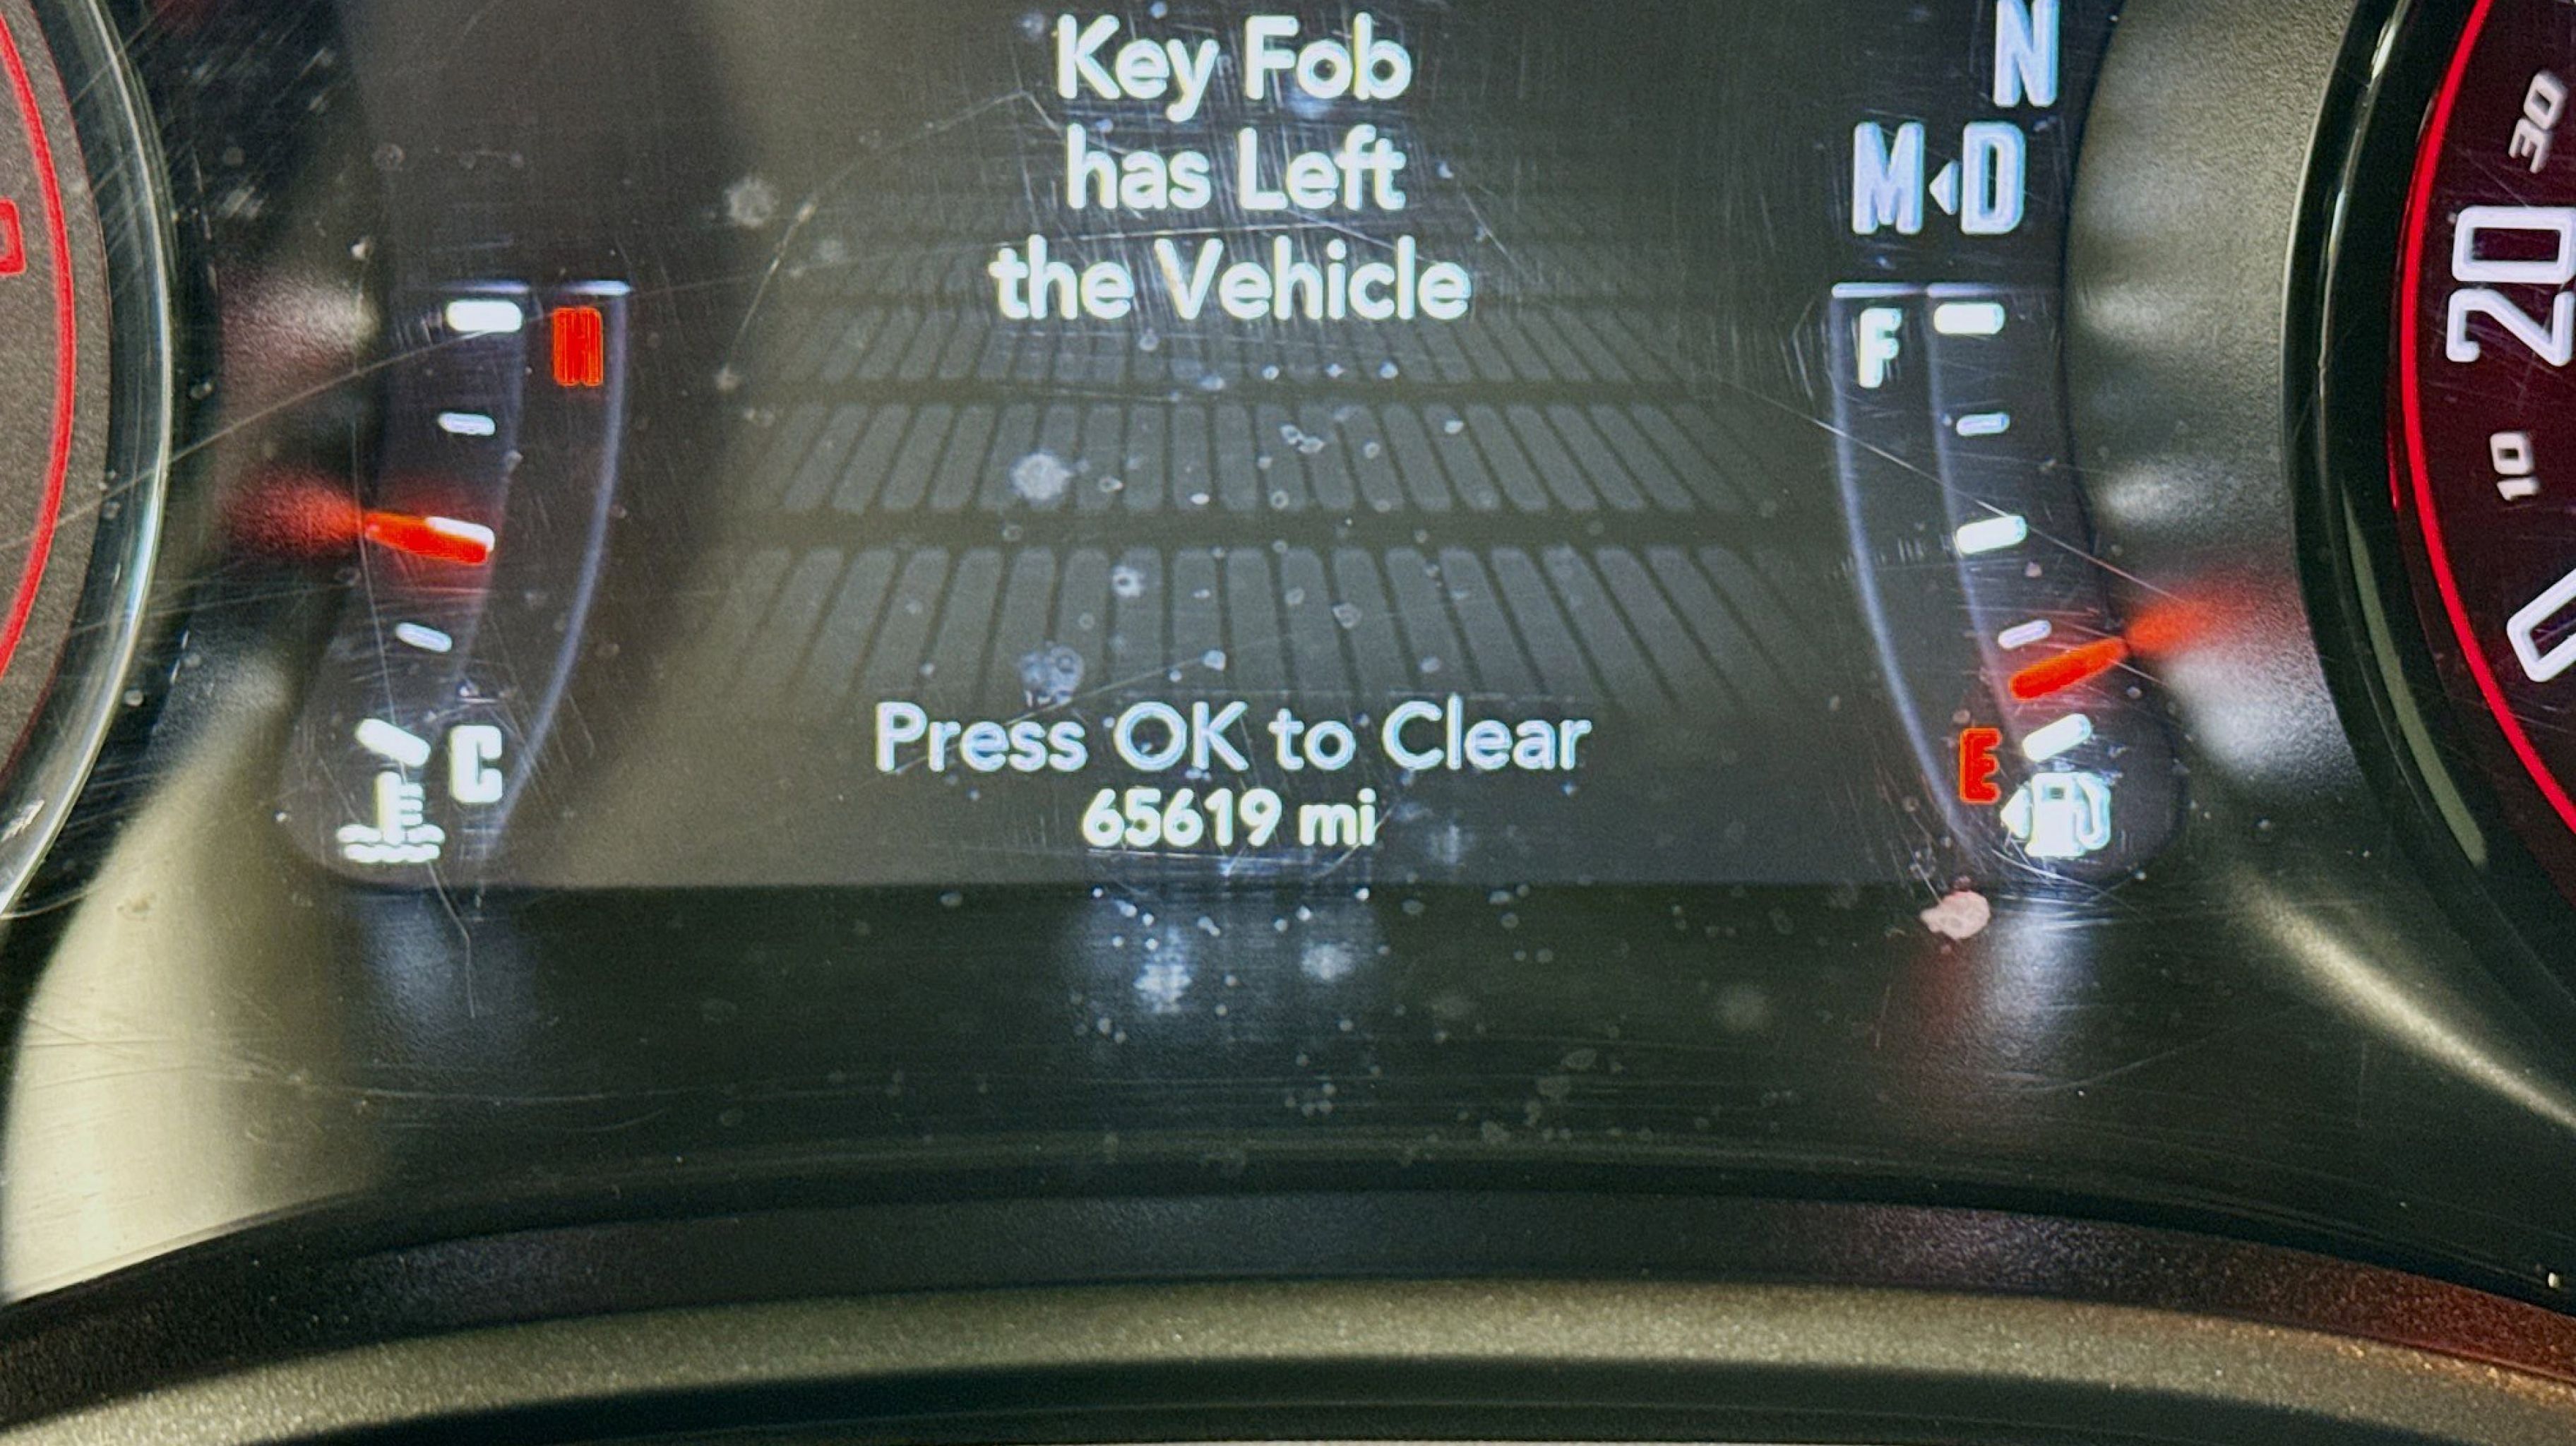 Key Fob
has Left
the Vehicle
N
M D
30
20
10
H
F
Press OK to Clear
C
E
65619 mi